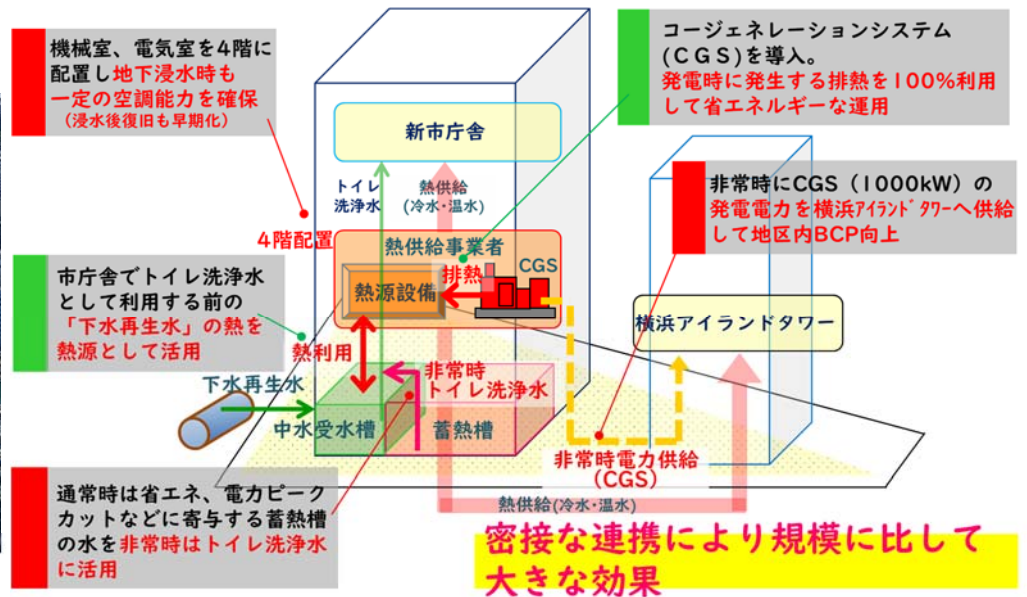 機械室、電気室を4階に
配置し地下浸水時も
一定の空調能力を確保
(浸水後復旧も早期化)
コージェネレーションシステム
(CGS)を導入。
発電時に発生する排熱を100%利用
して省エネルギーな運用
新市庁舎
トイレ
洗浄水
熱供給
(冷水・温水)
非常時にCGS(1000kW)の
発電電力を横浜アイランドタワーへ供給
して地区内BCP向上
4階配置
熱供給事業者
排熱
CGS
熱源設備
市庁舎でトイレ洗浄水
として利用する前の
「下水再生水」の熱を
熱源として活用
横浜アイランドタワー
熱利用
非常時
トイレ洗浄水
下水再生水
中水受水槽
蓄熱槽
非常時電力供給
(CGS)
通常時は省エネ、電力ピーク
カットなどに寄与する蓄熱槽
の水を非常時はトイレ洗浄水
に活用
熱供給(冷水・温水)
密接な連携により規模に比して
大きな効果